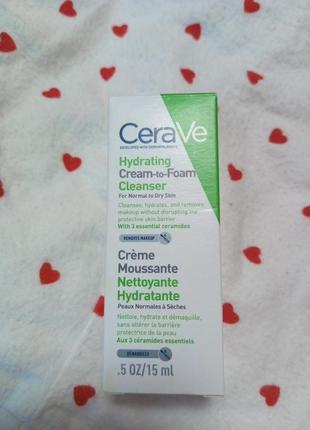 CeraVe
DEVELOPED WITH DERMATOLOGISTS
Hydrating
Cream-to-Foam
Cleanser
For Normal to Dry Skin
Cleanses, hydrates, and removes
makeup without disrupting the
protective skin barrier
With 3 essential ceramides
REMOVES MAKEUP
Crème
Moussante
Nettoyante
Hydratante
Peaux Normales à Sèches
Nettoie, hydrate et démaquille,
sans altérer la barrière
protectrice de la peau
Aux 3 céramides essentiels
DÉMAQUILLE
.5 OZ/15 ml